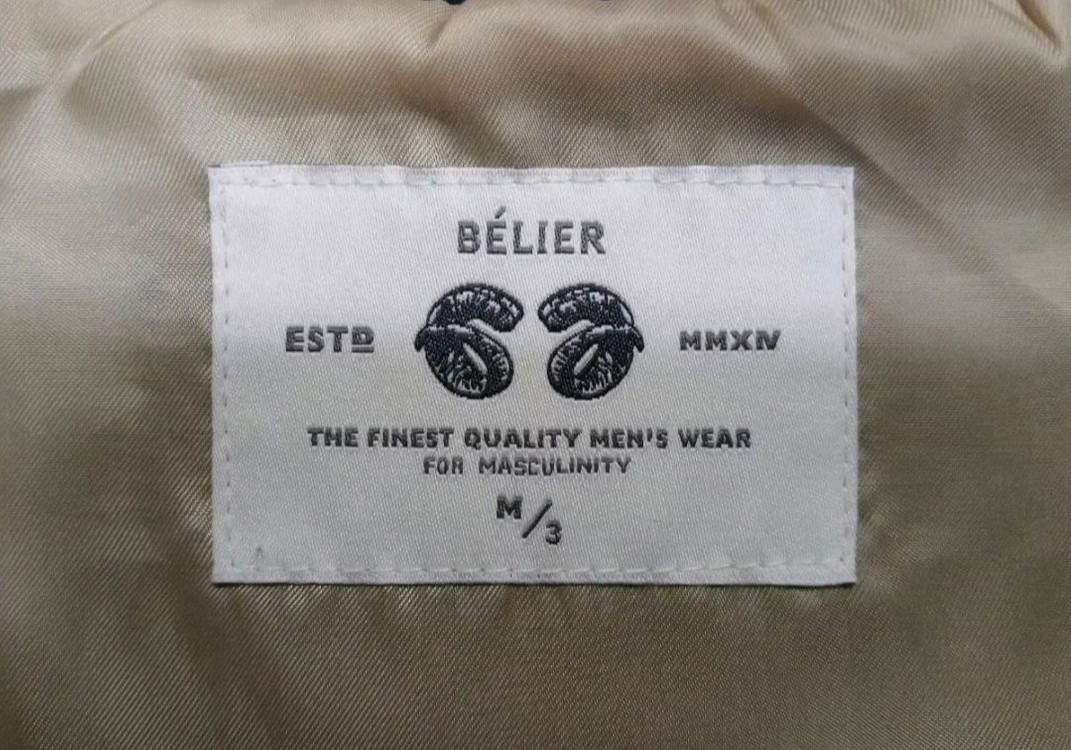 BÉLIER
ESTD MMXIV
THE FINEST QUALITY MEN'S WEAR
FOR MASCULINITY
M/3